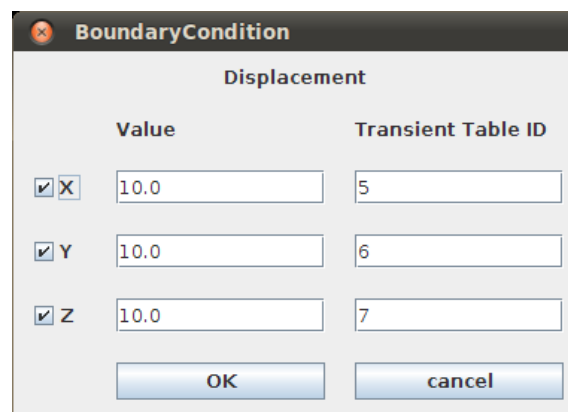 BoundaryCondition
Displacement
Value Transient Table ID
X 10.0 5
Y 10.0 6
Z 10.0 7
OK cancel